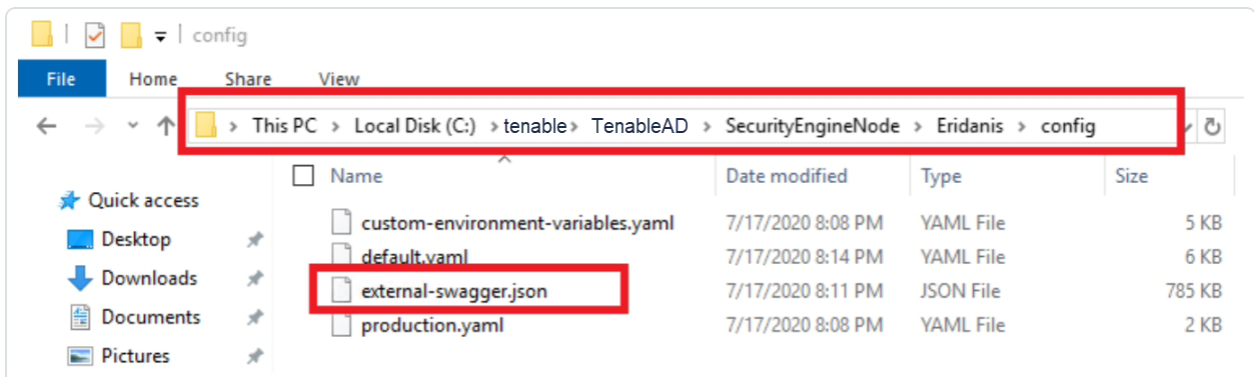 config
File Home Share View
This PC > Local Disk (C:) > tenable > TenableAD > SecurityEngineNode > Eridanis > config
Name Date modified Type Size
Quick access
Desktop
Downloads
Documents
Pictures
custom-environment-variables.yaml 7/17/2020 8:08 PM YAML File 5 KB
default.yaml 7/17/2020 8:14 PM YAML File 6 KB
external-swagger.json 7/17/2020 8:11 PM JSON File 785 KB
production.yaml 7/17/2020 8:08 PM YAML File 2 KB